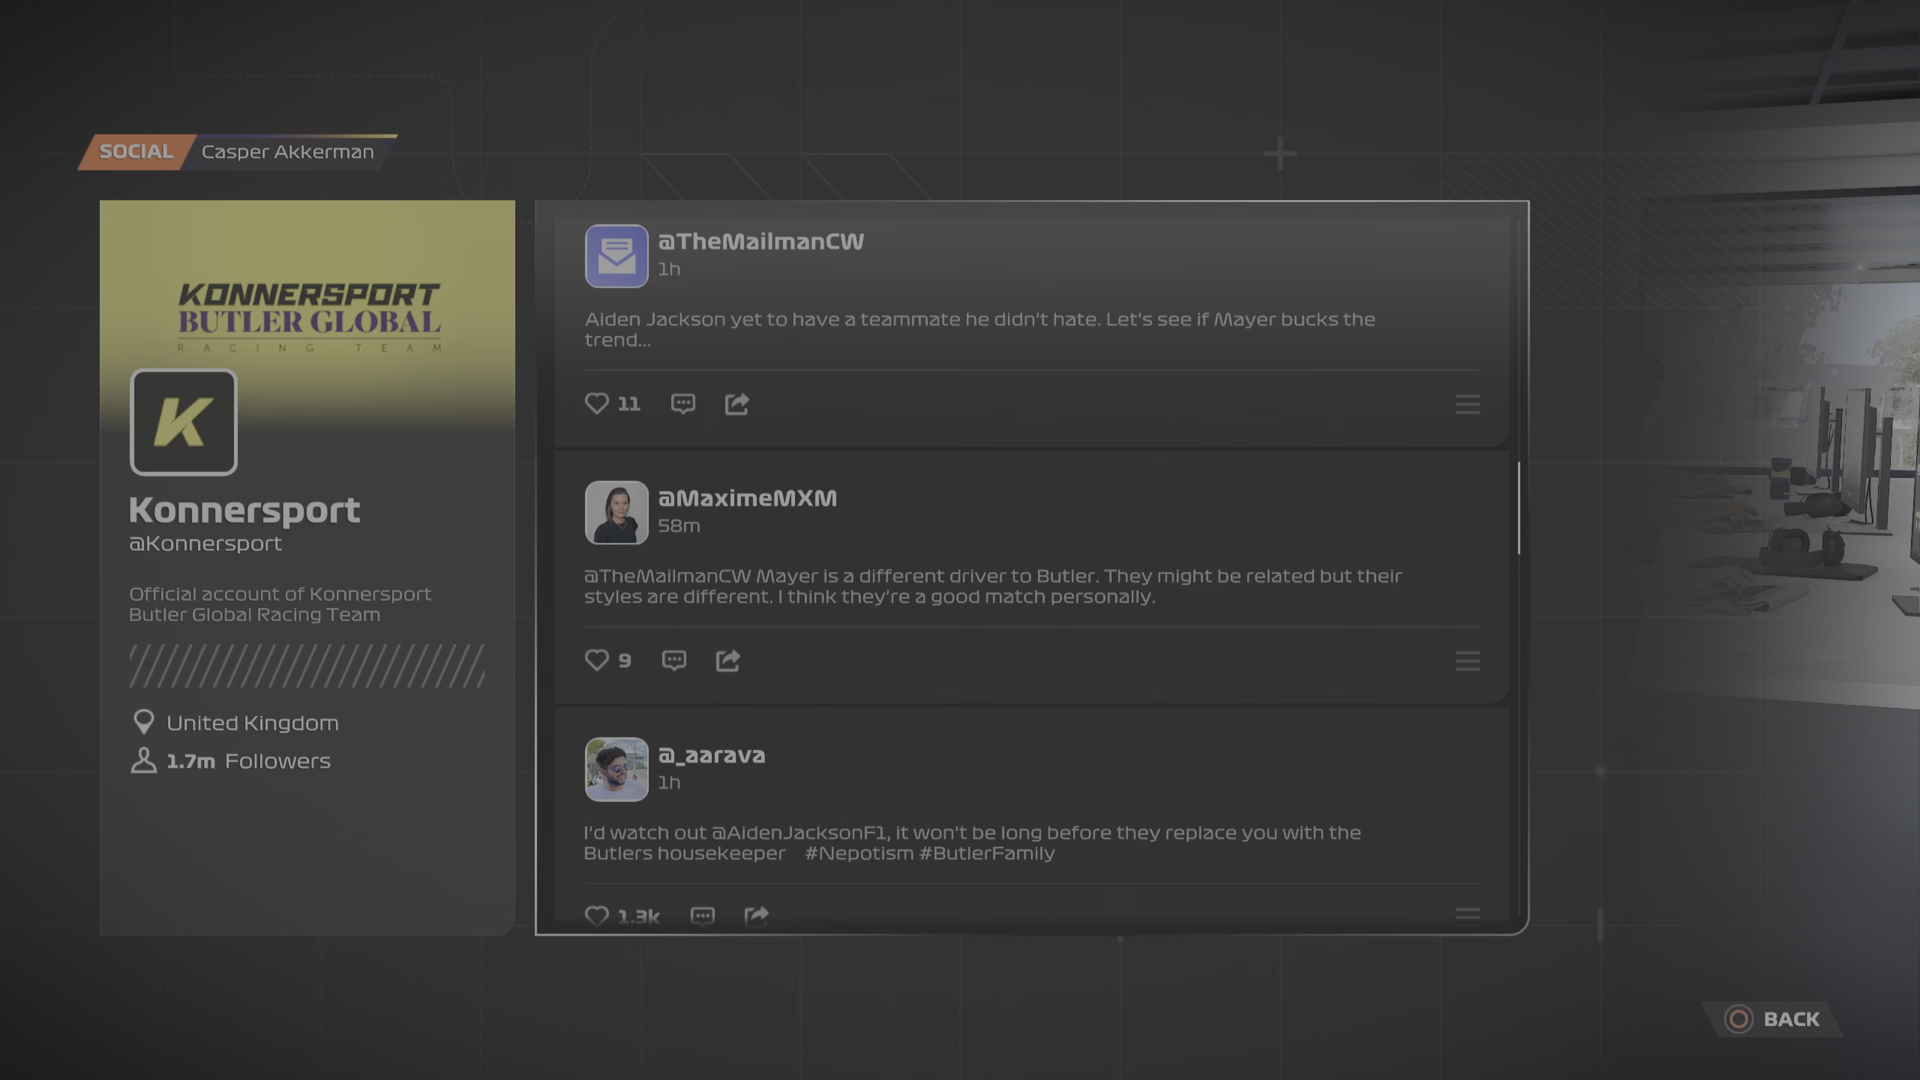 SOCIAL Casper Akkerman
KONNERSPORT
BUTLER GLOBAL
RACING TEAM
K
Konnersport
@Konnersport
Official account of Konnersport
Butler Global Racing Team
United Kingdom
1.7m Followers
@TheMailmanCW
1h
Aiden Jackson yet to have a teammate he didn't hate. Let's see if Mayer bucks the
trend...
11
@MaximeMXM
58m
@TheMailmanCW Mayer is a different driver to Butler. They might be related but their
styles are different. I think they're a good match personally.
9
@_aarava
1h
I'd watch out @AidenJacksonF1, it won't be long before they replace you with the
Butlers housekeeper #Nepotism #ButlerFamily
1.3k
BACK